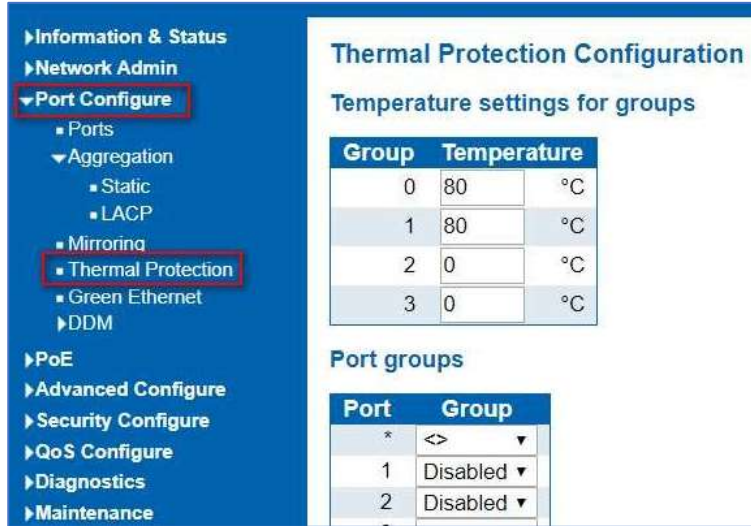 Information & Status
Network Admin
Port Configure
Ports
Aggregation
Static
LACP
Mirroring
Thermal Protection
Green Ethernet
DDM
PoE
Advanced Configure
Security Configure
QoS Configure
Diagnostics
Maintenance
Thermal Protection Configuration
Temperature settings for groups
Group Temperature
0 80 °C
1 80 °C
2 0 °C
3 0 °C
Port groups
Port Group
* <>
1 Disabled
2 Disabled